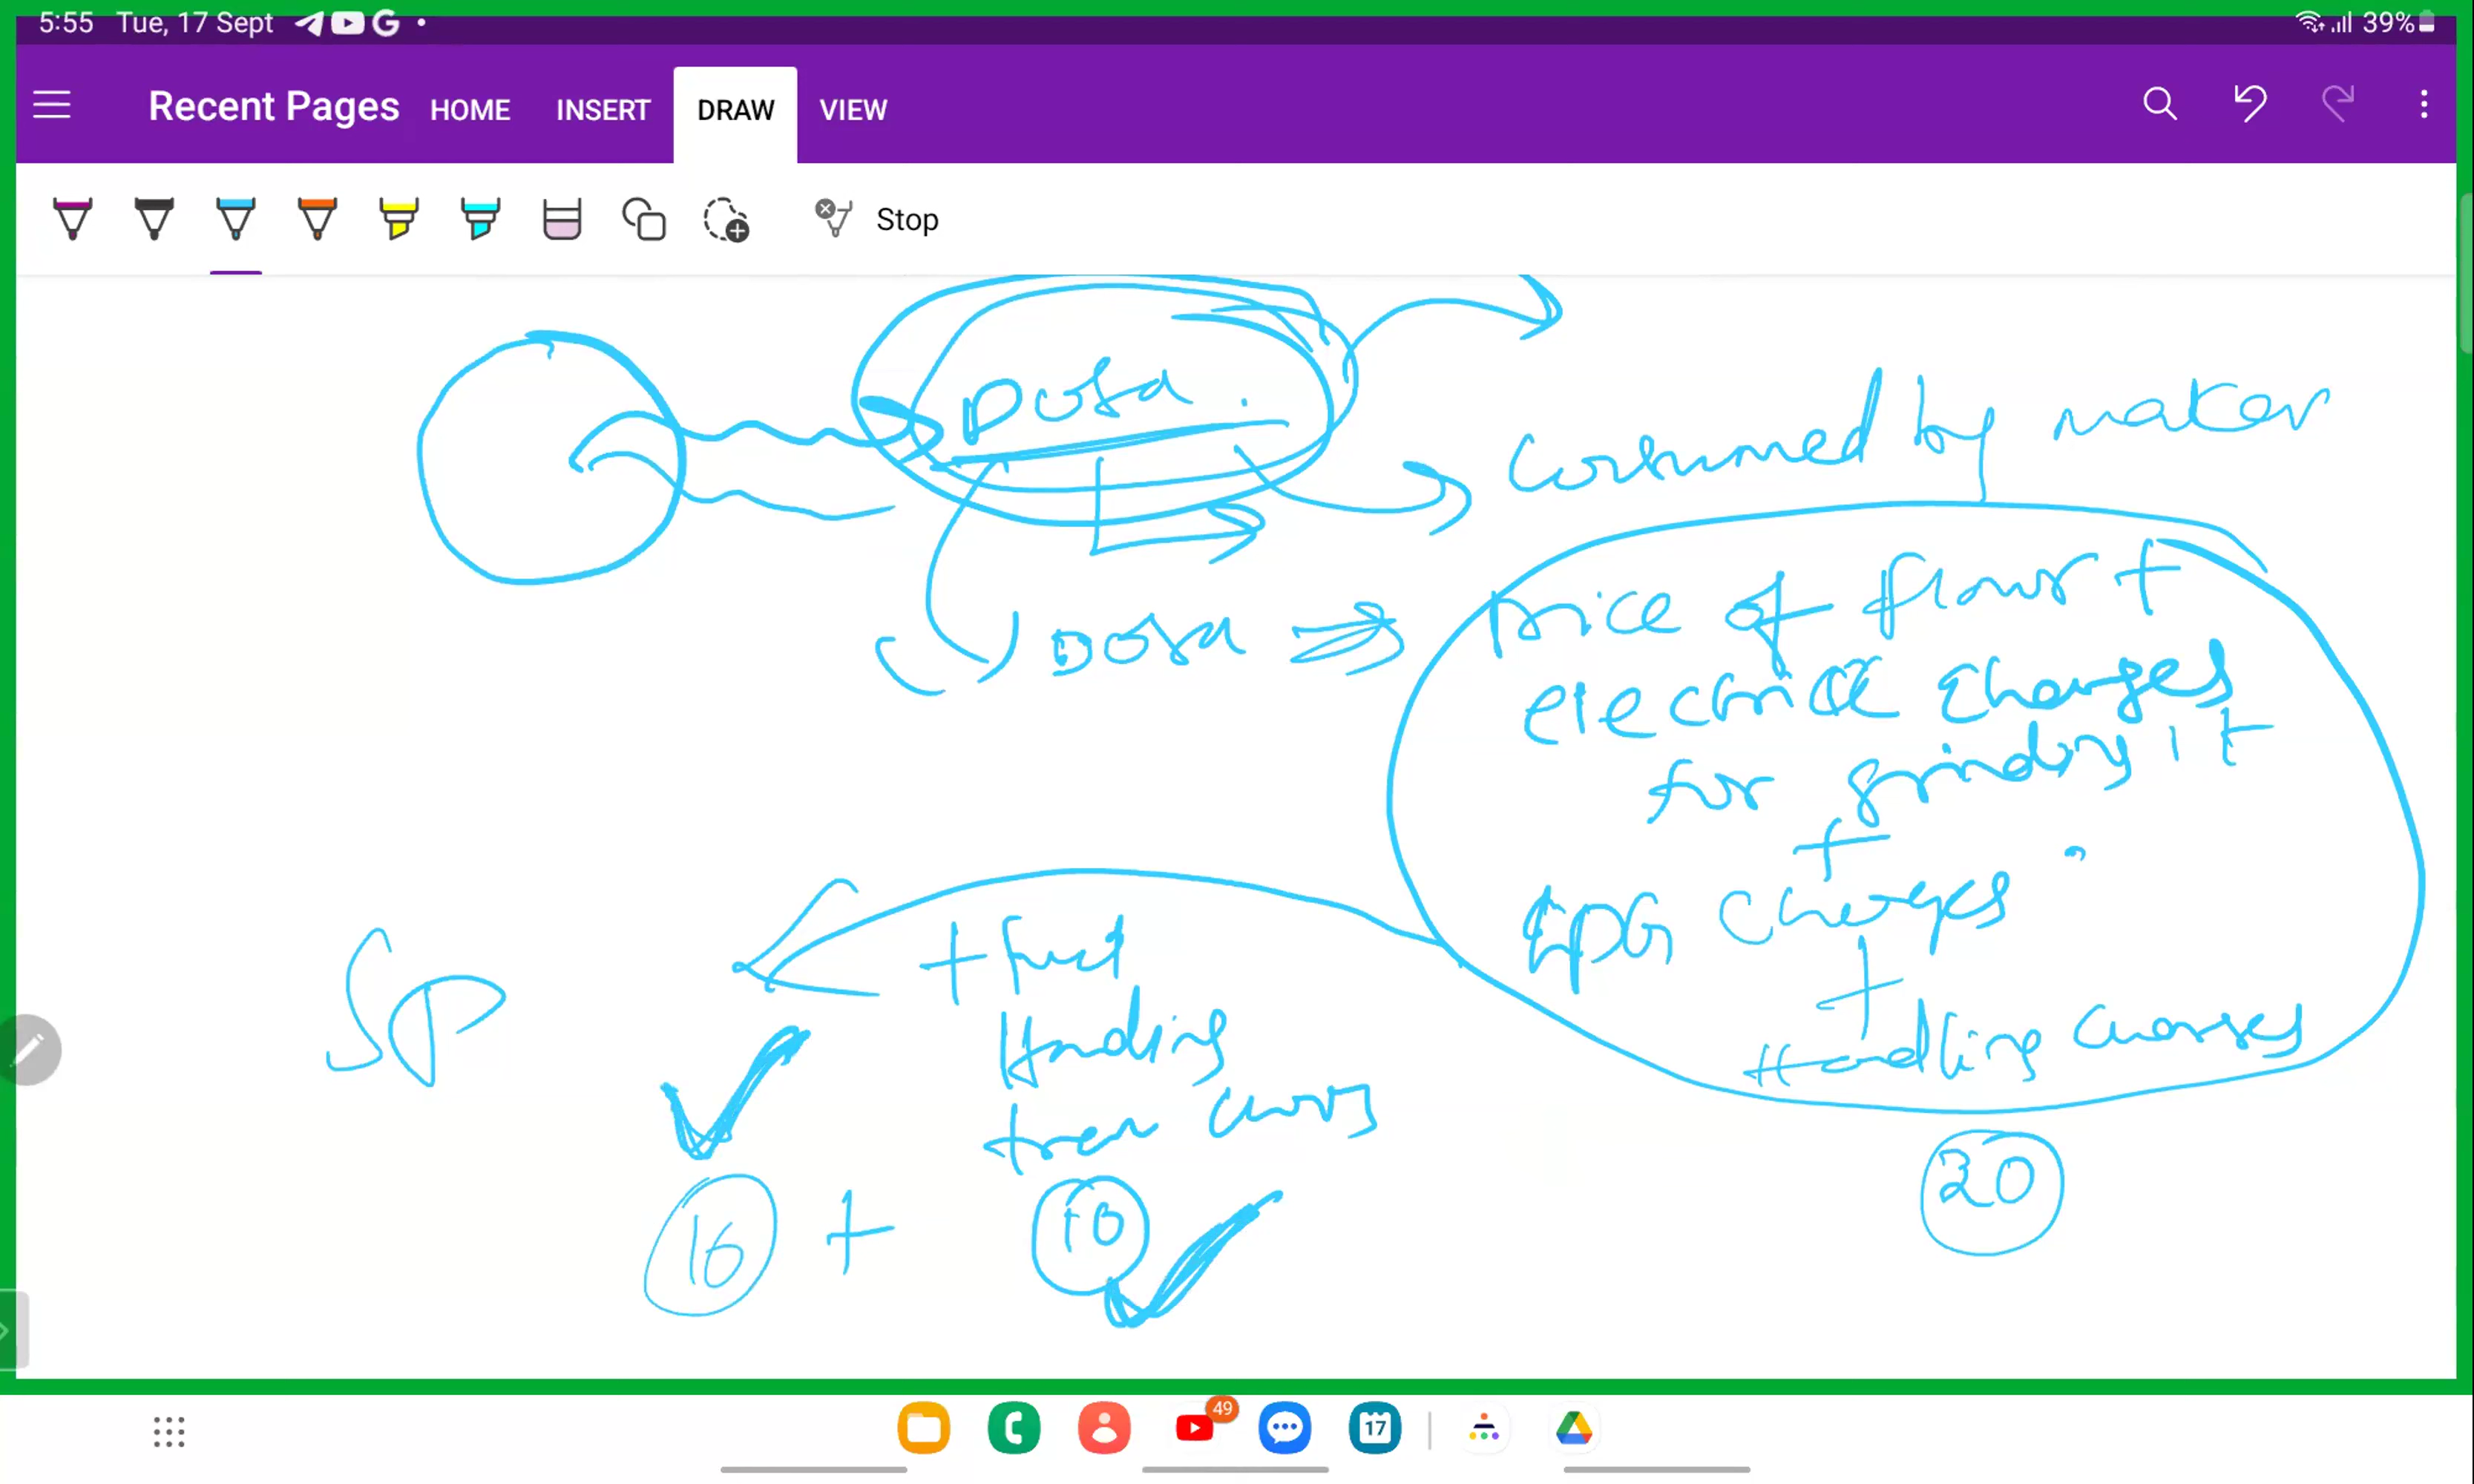 5:55 Tue, 17 Sept 39%
Recent Pages HOME INSERT DRAW VIEW
Stop
Dosa
Consumed by maker
Dosa ⇒ price of flour +
electrical charges
for grinding it
+
LPG charges
+
Handling charges
20
SP
+ Fuel
Handling
charges
16 + 10
49
17